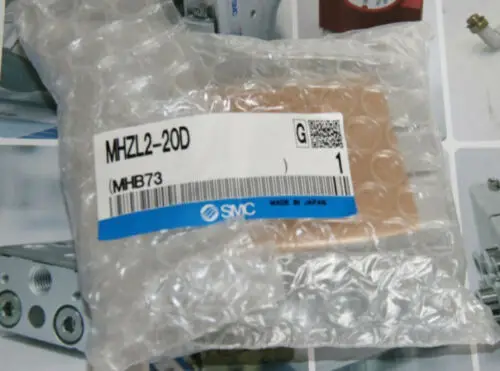 MHZL2-20D
G
(MHB73 ) 1
SMC MADE IN JAPAN